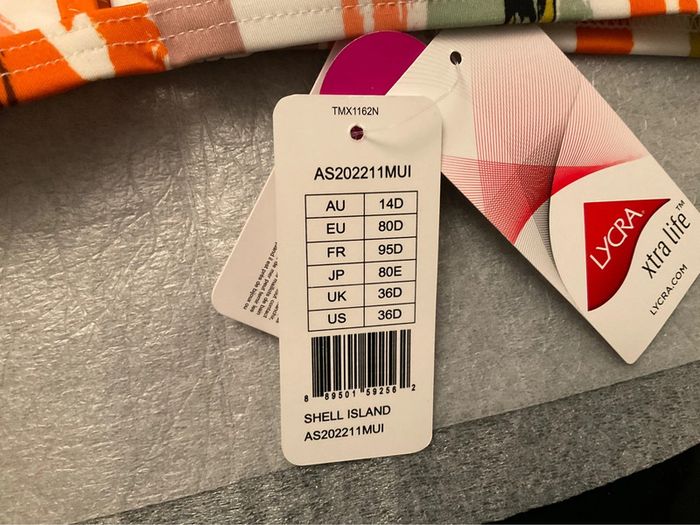 TMX1162N
AS202211MUI
AU 14D
EU 80D
FR 95D
JP 80E
UK 36D
US 36D
8 89501 59256 2
SHELL ISLAND
AS202211MUI
LYCRA.
xtra life™
LYCRA.COM